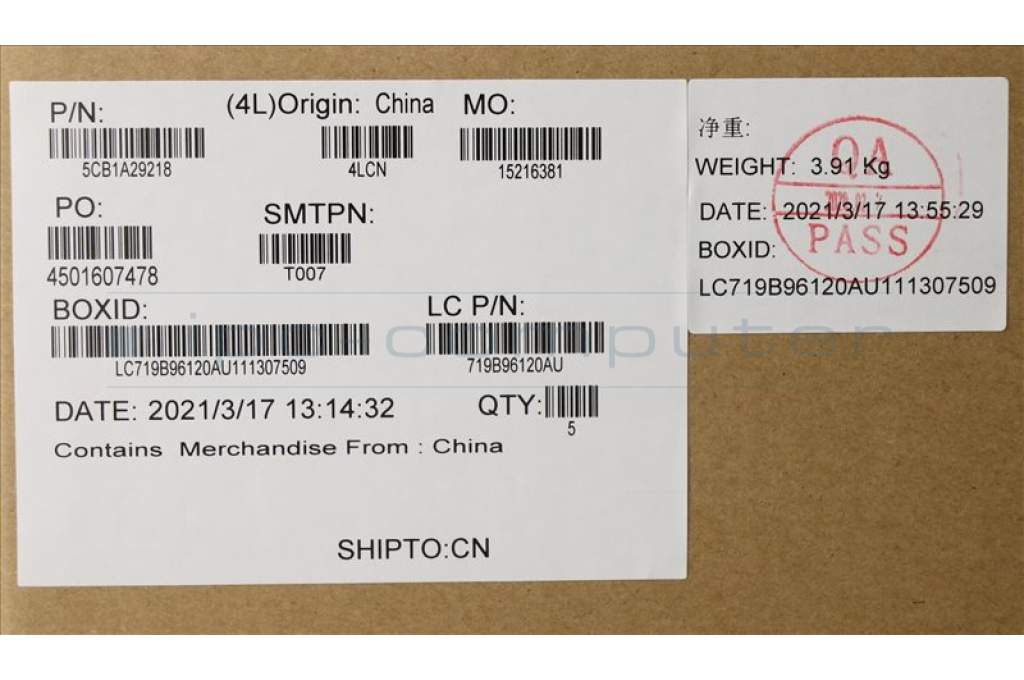 P/N:
5CB1A29218
(4L)Origin: China
4LCN
MO:
15216381
PO:
4501607478
SMTPN:
T007
BOXID:
LC719B96120AU111307509
LC P/N:
719B96120AU
DATE: 2021/3/17 13:14:32
QTY:
5
Contains Merchandise From : China
SHIPTO:CN
净重:
WEIGHT: 3.91 Kg
DATE: 2021/3/17 13:55:29
BOXID:
LC719B96120AU111307509
QA
PASS